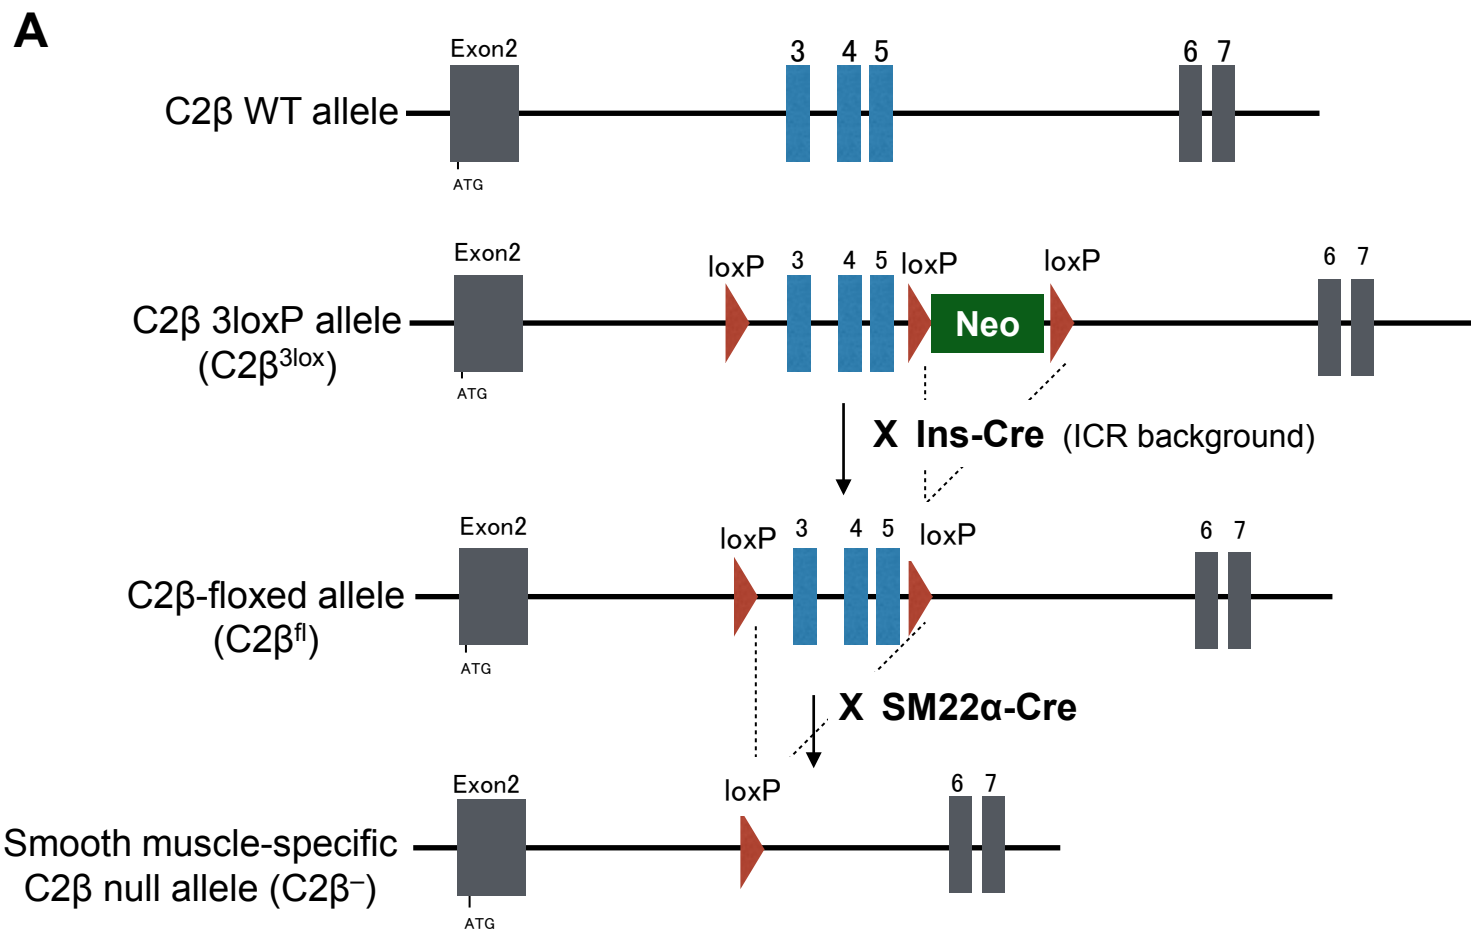 A
Exon2 3 4 5 6 7
C2β WT allele
ATG
Exon2 loxP 3 4 5 loxP loxP 6 7
C2β 3loxP allele
(C2β³ˡᵒˣ)
Neo
ATG
X Ins-Cre (ICR background)
Exon2 loxP 3 4 5 loxP 6 7
C2β-floxed allele
(C2βᶠˡ)
ATG
X SM22α-Cre
Exon2 loxP 6 7
Smooth muscle-specific
C2β null allele (C2β⁻)
ATG